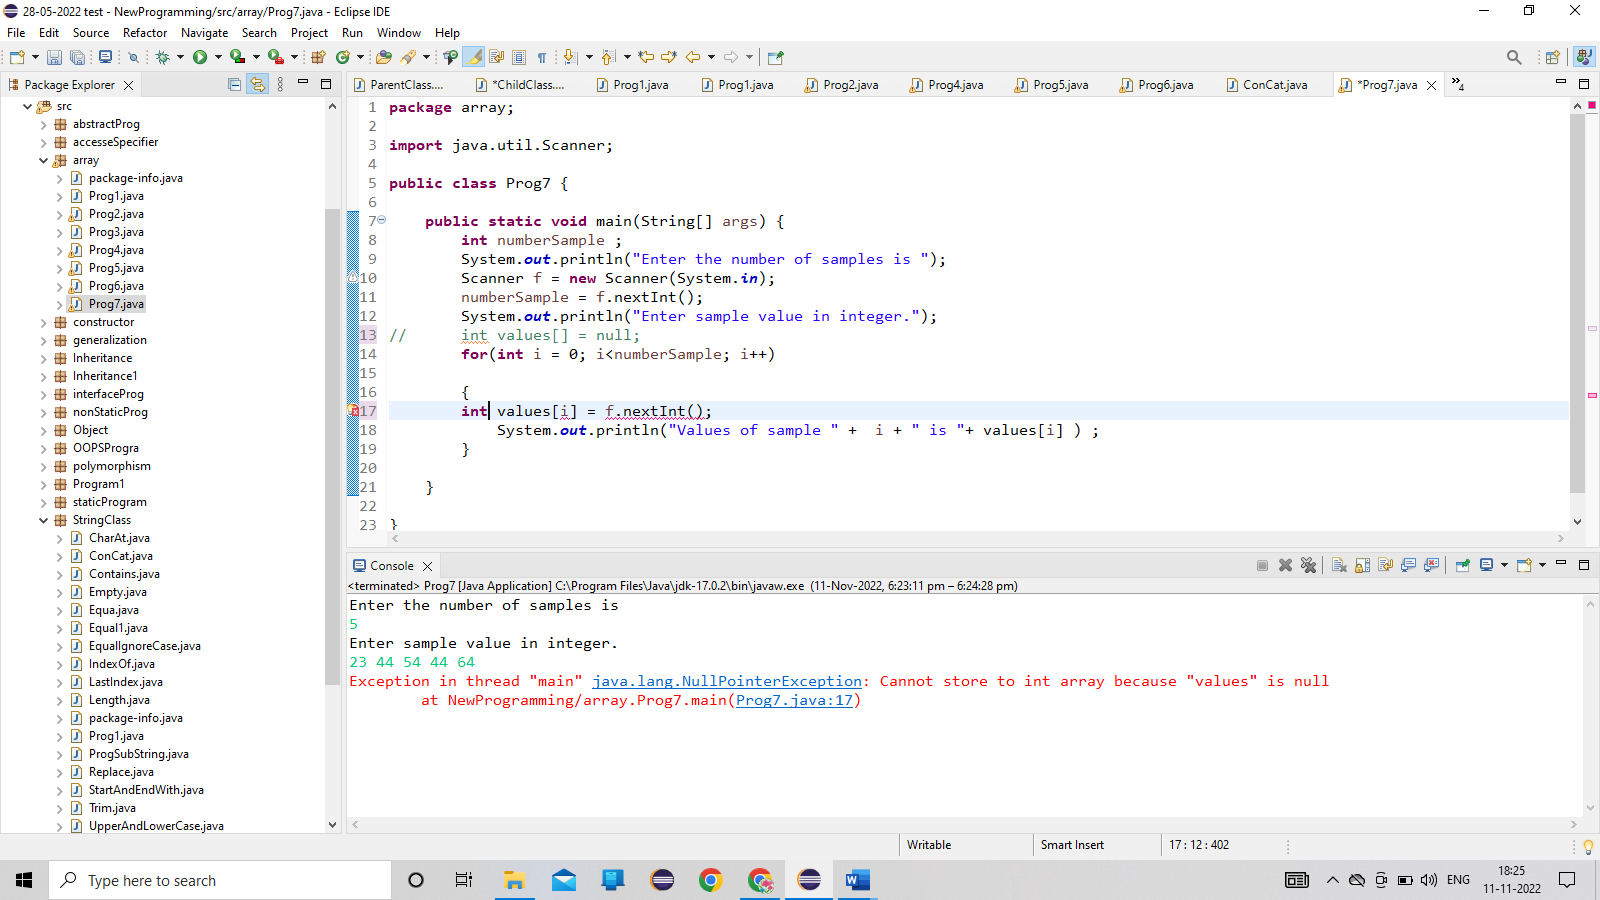 28-05-2022 test - NewProgramming/src/array/Prog7.java - Eclipse IDE
File Edit Source Refactor Navigate Search Project Run Window Help
Package Explorer
src
abstractProg
accesseSpecifier
array
package-info.java
Prog1.java
Prog2.java
Prog3.java
Prog4.java
Prog5.java
Prog6.java
Prog7.java
constructor
generalization
Inheritance
Inheritance1
interfaceProg
nonStaticProg
Object
OOPSProgra
polymorphism
Program1
staticProgram
StringClass
CharAt.java
ConCat.java
Contains.java
Empty.java
Equa.java
Equal1.java
EqualIgnoreCase.java
IndexOf.java
LastIndex.java
Length.java
package-info.java
Prog1.java
ProgSubString.java
Replace.java
StartAndEndWith.java
Trim.java
UpperAndLowerCase.java
ParentClass.... *ChildClass.... Prog1.java Prog1.java Prog2.java Prog4.java Prog5.java Prog6.java ConCat.java *Prog7.java »4
1 package array;
2
3 import java.util.Scanner;
4
5 public class Prog7 {
6
7 public static void main(String[] args) {
8 int numberSample ;
9 System.out.println("Enter the number of samples is ");
10 Scanner f = new Scanner(System.in);
11 numberSample = f.nextInt();
12 System.out.println("Enter sample value in integer.");
13 // int values[] = null;
14 for(int i = 0; i<numberSample; i++)
15
16 {
17 int values[i] = f.nextInt();
18 System.out.println("Values of sample " + i + " is "+ values[i] ) ;
19 }
20
21 }
22
23 }
Console
<terminated> Prog7 [Java Application] C:\Program Files\Java\jdk-17.0.2\bin\javaw.exe (11-Nov-2022, 6:23:11 pm – 6:24:28 pm)
Enter the number of samples is
5
Enter sample value in integer.
23 44 54 44 64
Exception in thread "main" java.lang.NullPointerException: Cannot store to int array because "values" is null
at NewProgramming/array.Prog7.main(Prog7.java:17)
Writable Smart Insert 17 : 12 : 402
Type here to search
ENG
18:25
11-11-2022